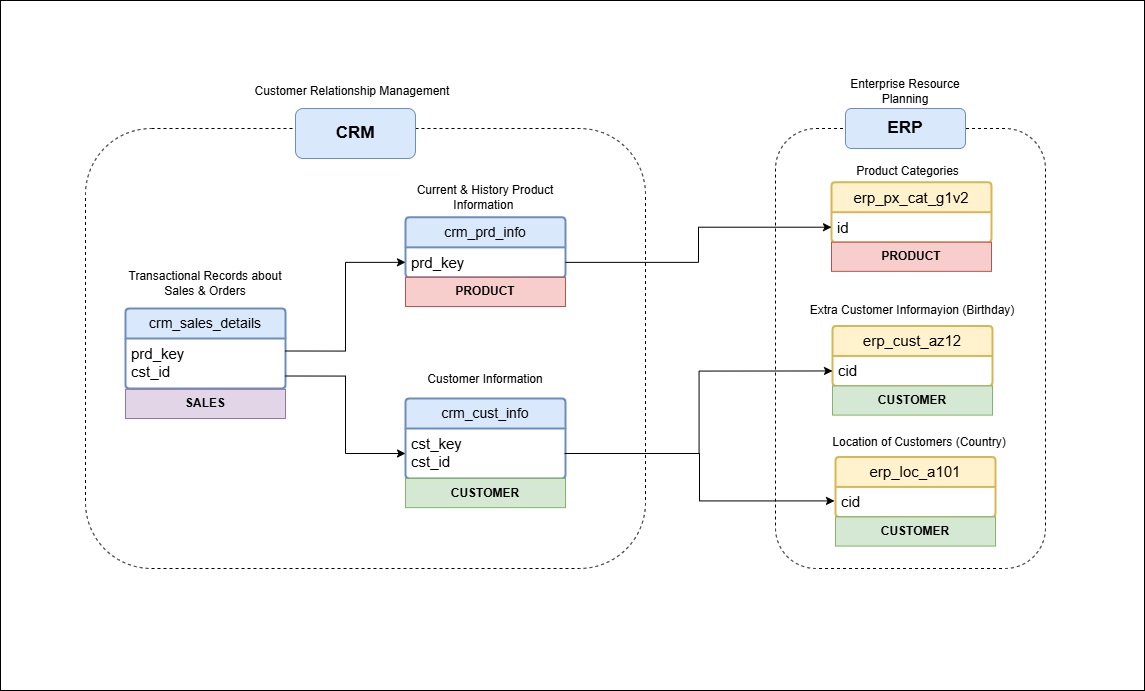 Customer Relationship Management
CRM
Transactional Records about
Sales & Orders
crm_sales_details
prd_key
cst_id
SALES
Current & History Product
Information
crm_prd_info
prd_key
PRODUCT
Customer Information
crm_cust_info
cst_key
cst_id
CUSTOMER
Enterprise Resource
Planning
ERP
Product Categories
erp_px_cat_g1v2
id
PRODUCT
Extra Customer Informayion (Birthday)
erp_cust_az12
cid
CUSTOMER
Location of Customers (Country)
erp_loc_a101
cid
CUSTOMER